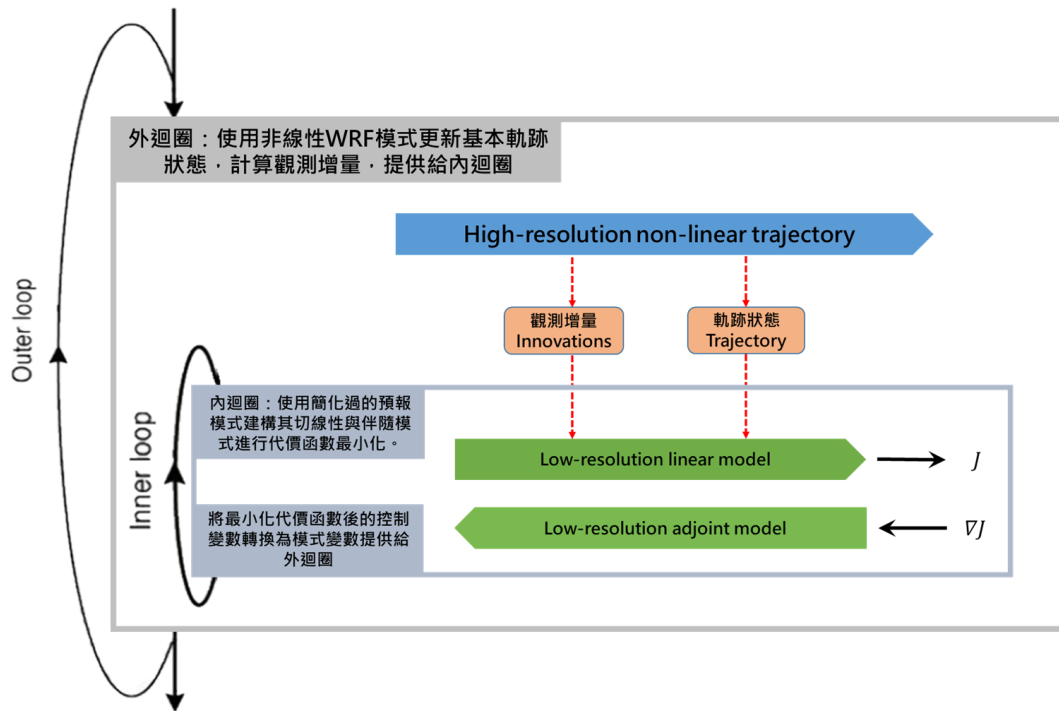 外迴圈：使用非線性WRF模式更新基本軌跡
狀態，計算觀測增量，提供給內迴圈
High-resolution non-linear trajectory
觀測增量
Innovations
軌跡狀態
Trajectory
Outer loop
Inner loop
內迴圈：使用簡化過的預報
模式建構其切線性與伴隨模
式進行代價函數最小化。
Low-resolution linear model
J
將最小化代價函數後的控制
變數轉換為模式變數提供給
外迴圈
Low-resolution adjoint model
∇J